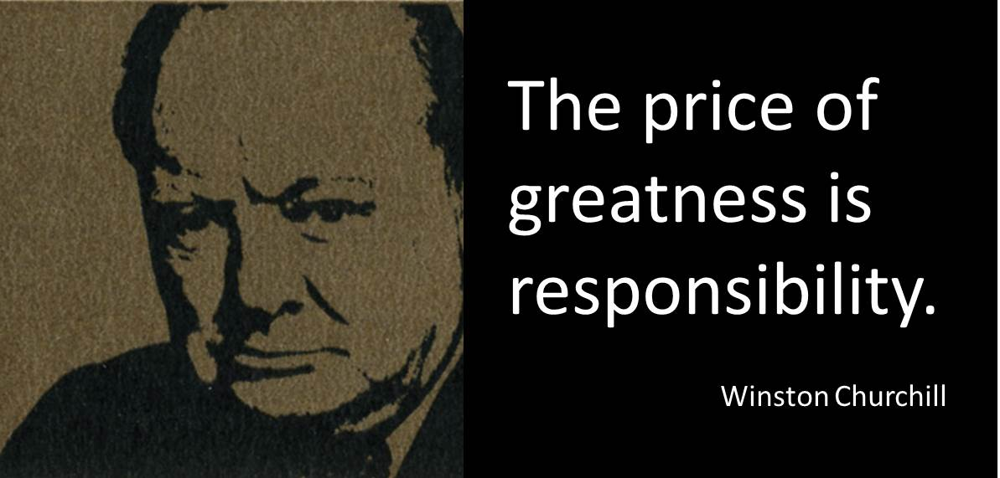 The price of
greatness is
responsibility.
Winston Churchill